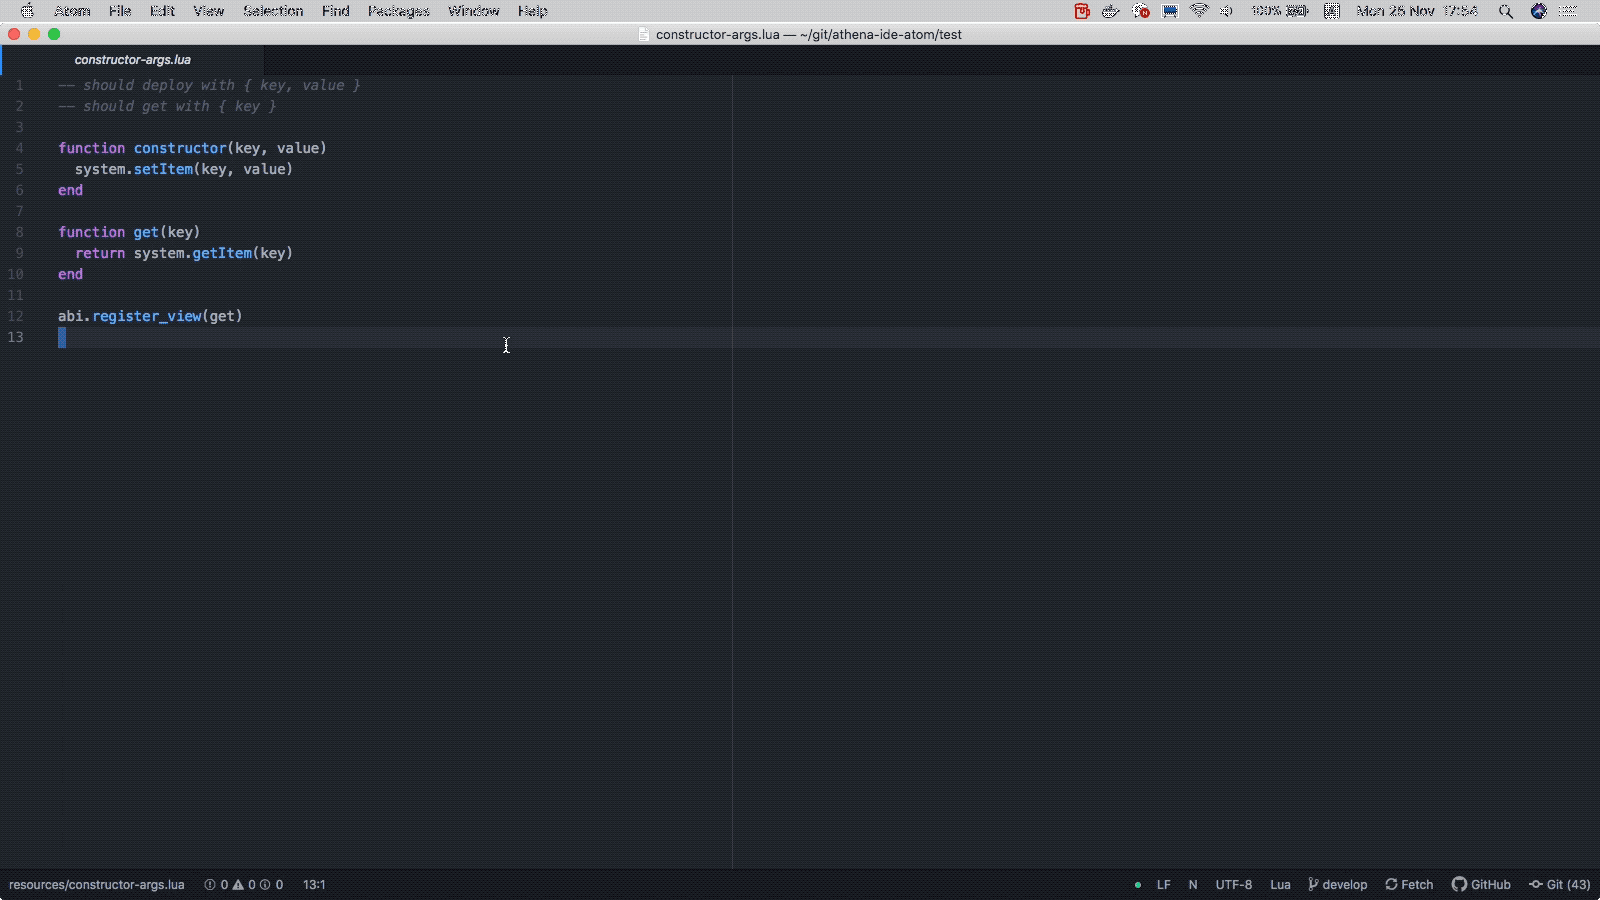 Atom File Edit View Selection Find Packages Window Help 100% Mon 26 Nov 17:54
constructor-args.lua — ~/git/athena-ide-atom/test
constructor-args.lua
1 -- should deploy with { key, value }
2 -- should get with { key }
3
4 function constructor(key, value)
5 system.setItem(key, value)
6 end
7
8 function get(key)
9 return system.getItem(key)
10 end
11
12 abi.register_view(get)
13
resources/constructor-args.lua 0 0 0 13:1 LF N UTF-8 Lua develop Fetch GitHub Git (43)